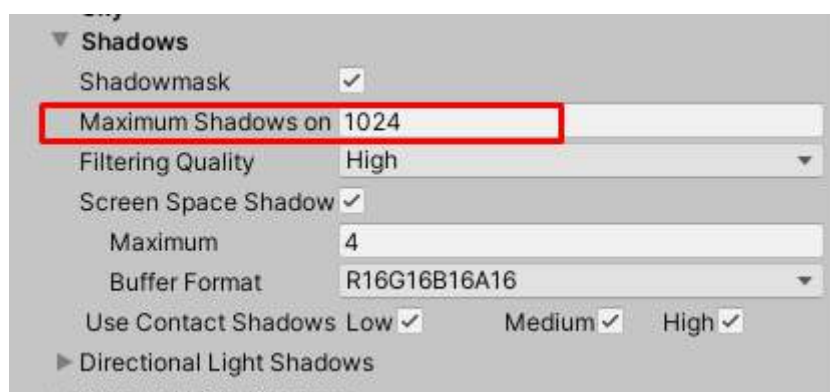 Shadows
Shadowmask
Maximum Shadows on 1024
Filtering Quality High
Screen Space Shadow
Maximum 4
Buffer Format R16G16B16A16
Use Contact Shadows Low Medium High
Directional Light Shadows